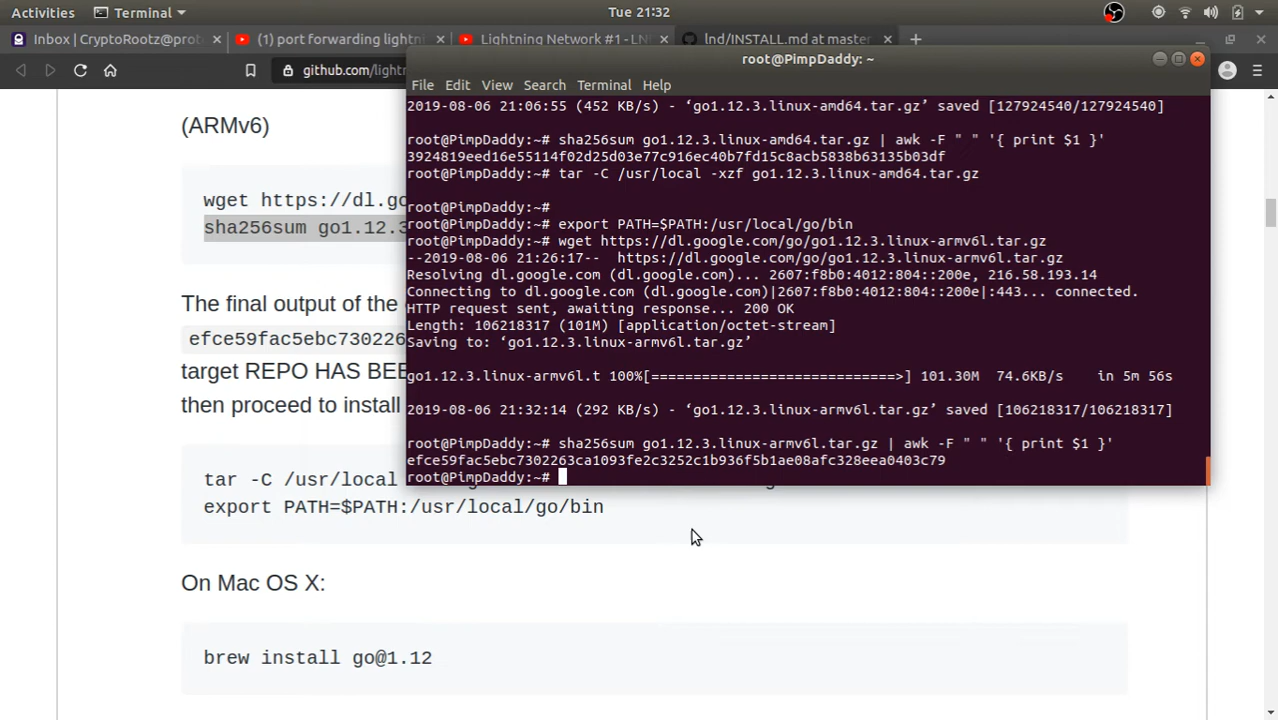 Activities
Terminal
Tue 21:32
Inbox | CryptoRootz@prot
(1) port forwarding lightni
Lightning Network #1 - LN
lnd/INSTALL.md at master
github.com/lightn
root@PimpDaddy: ~
File Edit View Search Terminal Help
2019-08-06 21:06:55 (452 KB/s) - ‘go1.12.3.linux-amd64.tar.gz’ saved [127924540/127924540]
root@PimpDaddy:~# sha256sum go1.12.3.linux-amd64.tar.gz | awk -F " " '{ print $1 }'
3924819eed16e55114f02d25d03e77c916ec40b7fd15c8acb5838b63135b03df
root@PimpDaddy:~# tar -C /usr/local -xzf go1.12.3.linux-amd64.tar.gz
root@PimpDaddy:~#
root@PimpDaddy:~# export PATH=$PATH:/usr/local/go/bin
root@PimpDaddy:~# wget https://dl.google.com/go/go1.12.3.linux-armv6l.tar.gz
--2019-08-06 21:26:17-- https://dl.google.com/go/go1.12.3.linux-armv6l.tar.gz
Resolving dl.google.com (dl.google.com)... 2607:f8b0:4012:804::200e, 216.58.193.14
Connecting to dl.google.com (dl.google.com)|2607:f8b0:4012:804::200e|:443... connected.
HTTP request sent, awaiting response... 200 OK
Length: 106218317 (101M) [application/octet-stream]
Saving to: ‘go1.12.3.linux-armv6l.tar.gz’
go1.12.3.linux-armv6l.t 100%[=============================>] 101.30M 74.6KB/s in 5m 56s
2019-08-06 21:32:14 (292 KB/s) - ‘go1.12.3.linux-armv6l.tar.gz’ saved [106218317/106218317]
root@PimpDaddy:~# sha256sum go1.12.3.linux-armv6l.tar.gz | awk -F " " '{ print $1 }'
efce59fac5ebc7302263ca1093fe2c3252c1b936f5b1ae08afc328eea0403c79
root@PimpDaddy:~#
(ARMv6)
wget https://dl.go
sha256sum go1.12.3
The final output of the
efce59fac5ebc730226
target REPO HAS BEE
then proceed to install
tar -C /usr/local
export PATH=$PATH:/usr/local/go/bin
On Mac OS X:
brew install go@1.12